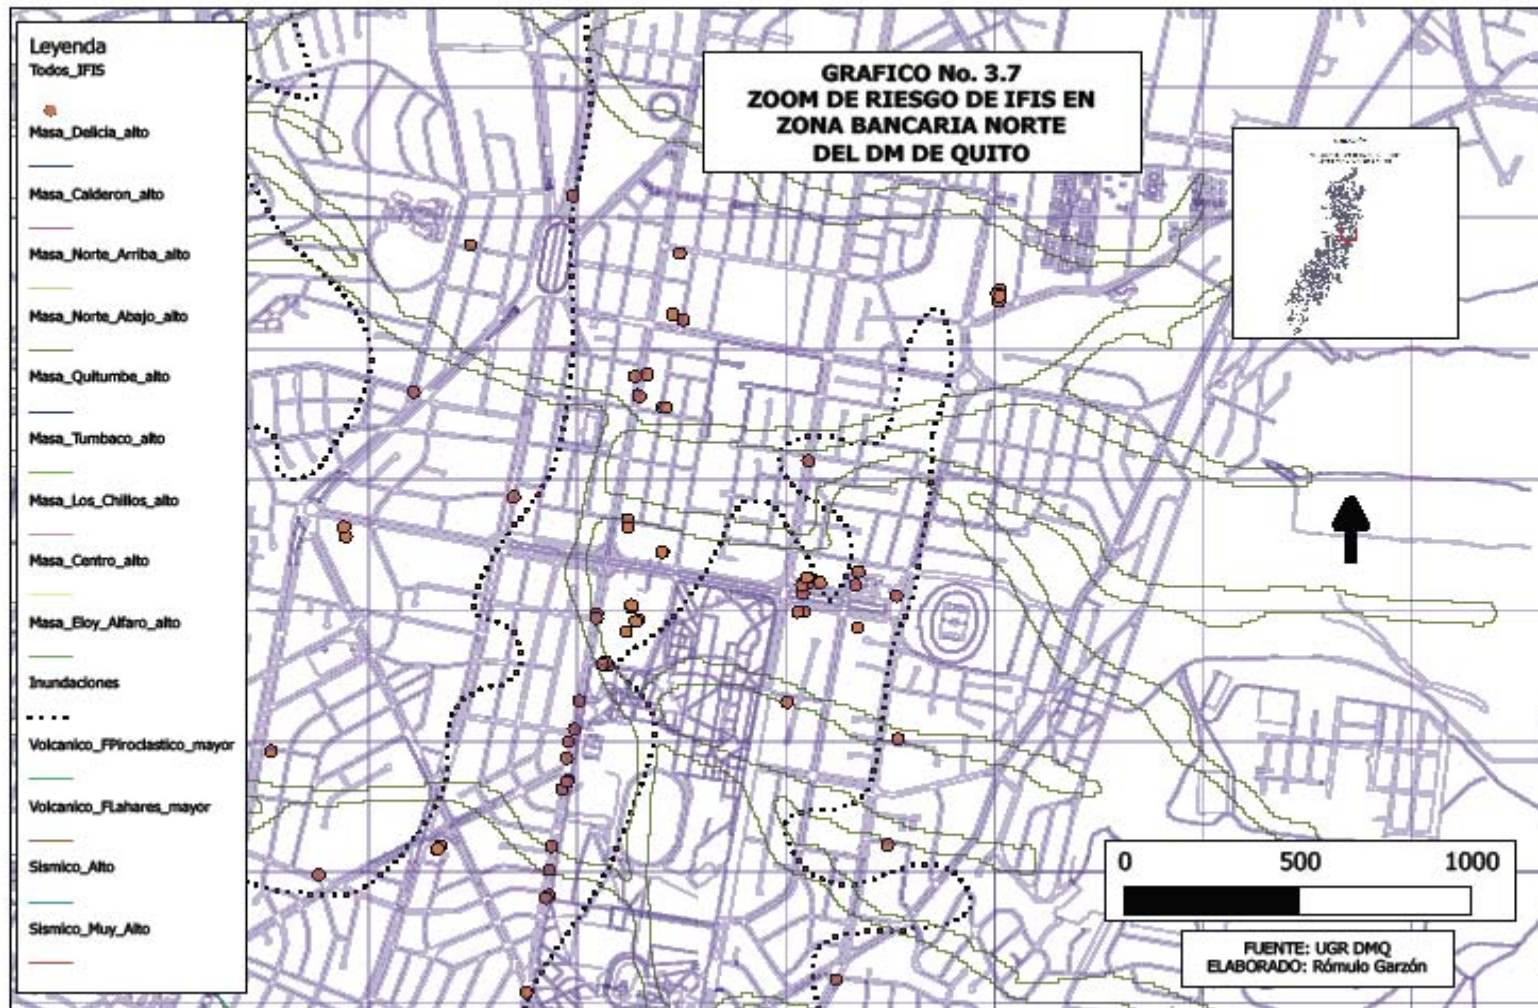 Leyenda
Todos_IFIS
Masa_Delicia_alto
Masa_Calderon_alto
Masa_Norte_Arriba_alto
Masa_Norte_Abajo_alto
Masa_Quitumbe_alto
Masa_Tumbaco_alto
Masa_Los_Chillos_alto
Masa_Centro_alto
Masa_Eloy_Alfaro_alto
Inundaciones
Volcanico_FPiroclastico_mayor
Volcanico_FLahares_mayor
Sismico_Alto
Sismico_Muy_Alto
GRAFICO No. 3.7
ZOOM DE RIESGO DE IFIS EN
ZONA BANCARIA NORTE
DEL DM DE QUITO
0 500 1000
FUENTE: UGR DMQ
ELABORADO: Rómulo Garzón